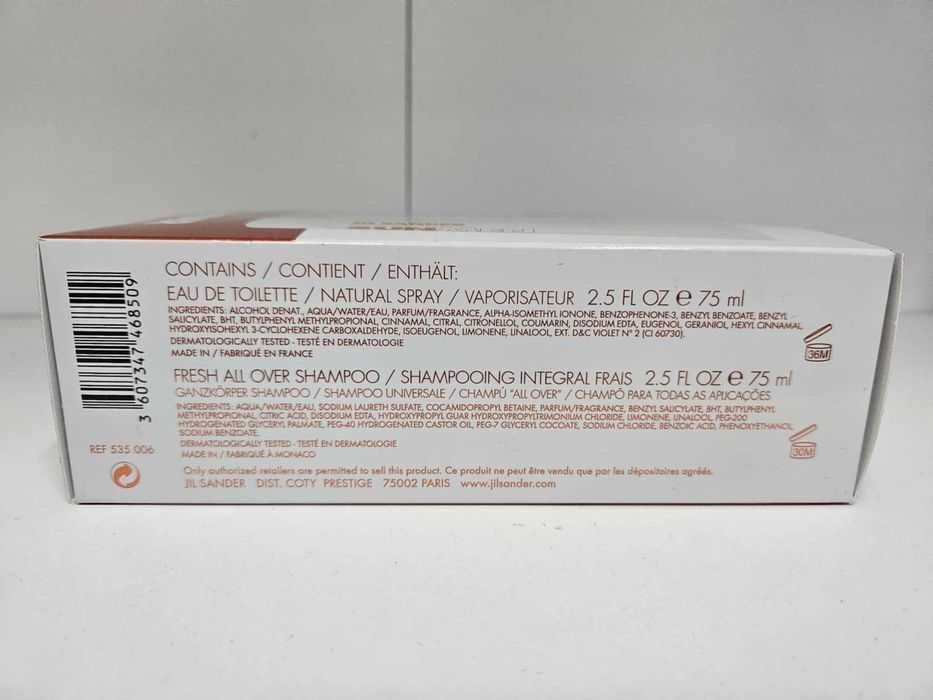 CONTAINS / CONTIENT / ENTHÄLT:
EAU DE TOILETTE / NATURAL SPRAY / VAPORISATEUR 2.5 FL OZ ℮ 75 ml
INGREDIENTS: ALCOHOL DENAT., AQUA/WATER/EAU, PARFUM/FRAGRANCE, ALPHA-ISOMETHYL IONONE, BENZOPHENONE-3, BENZYL BENZOATE, BENZYL
SALICYLATE, BHT, BUTYLPHENYL METHYLPROPIONAL, CINNAMAL, CITRAL, CITRONELLOL, COUMARIN, DISODIUM EDTA, EUGENOL, GERANIOL, HEXYL CINNAMAL,
HYDROXYISOHEXYL 3-CYCLOHEXENE CARBOXALDEHYDE, ISOEUGENOL, LIMONENE, LINALOOL, EXT. D&C VIOLET N° 2 (CI 60730).
DERMATOLOGICALLY TESTED - TESTÉ EN DERMATOLOGIE
MADE IN / FABRIQUÉ EN FRANCE
36M
FRESH ALL OVER SHAMPOO / SHAMPOOING INTEGRAL FRAIS 2.5 FL OZ ℮ 75 ml
GANZKÖRPER SHAMPOO / SHAMPOO UNIVERSALE / CHAMPÚ "ALL OVER" / CHAMPÔ PARA TODAS AS APLICAÇÕES
INGREDIENTS: AQUA/WATER/EAU, SODIUM LAURETH SULFATE, COCAMIDOPROPYL BETAINE, PARFUM/FRAGRANCE, BENZYL SALICYLATE, BHT, BUTYLPHENYL
METHYLPROPIONAL, CITRIC ACID, DISODIUM EDTA, HYDROXYPROPYL GUAR HYDROXYPROPYLTRIMONIUM CHLORIDE, LIMONENE, LINALOOL, PEG-200
HYDROGENATED GLYCERYL PALMATE, PEG-40 HYDROGENATED CASTOR OIL, PEG-7 GLYCERYL COCOATE, SODIUM CHLORIDE, BENZOIC ACID, PHENOXYETHANOL,
SODIUM BENZOATE.
DERMATOLOGICALLY TESTED - TESTÉ EN DERMATOLOGIE
MADE IN / FABRIQUÉ À MONACO
30M
Only authorized retailers are permitted to sell this product. Ce produit ne peut être vendu que par les dépositaires agréés.
JIL SANDER DIST. COTY PRESTIGE 75002 PARIS www.jilsander.com
3 607347 468509
REF 535 006